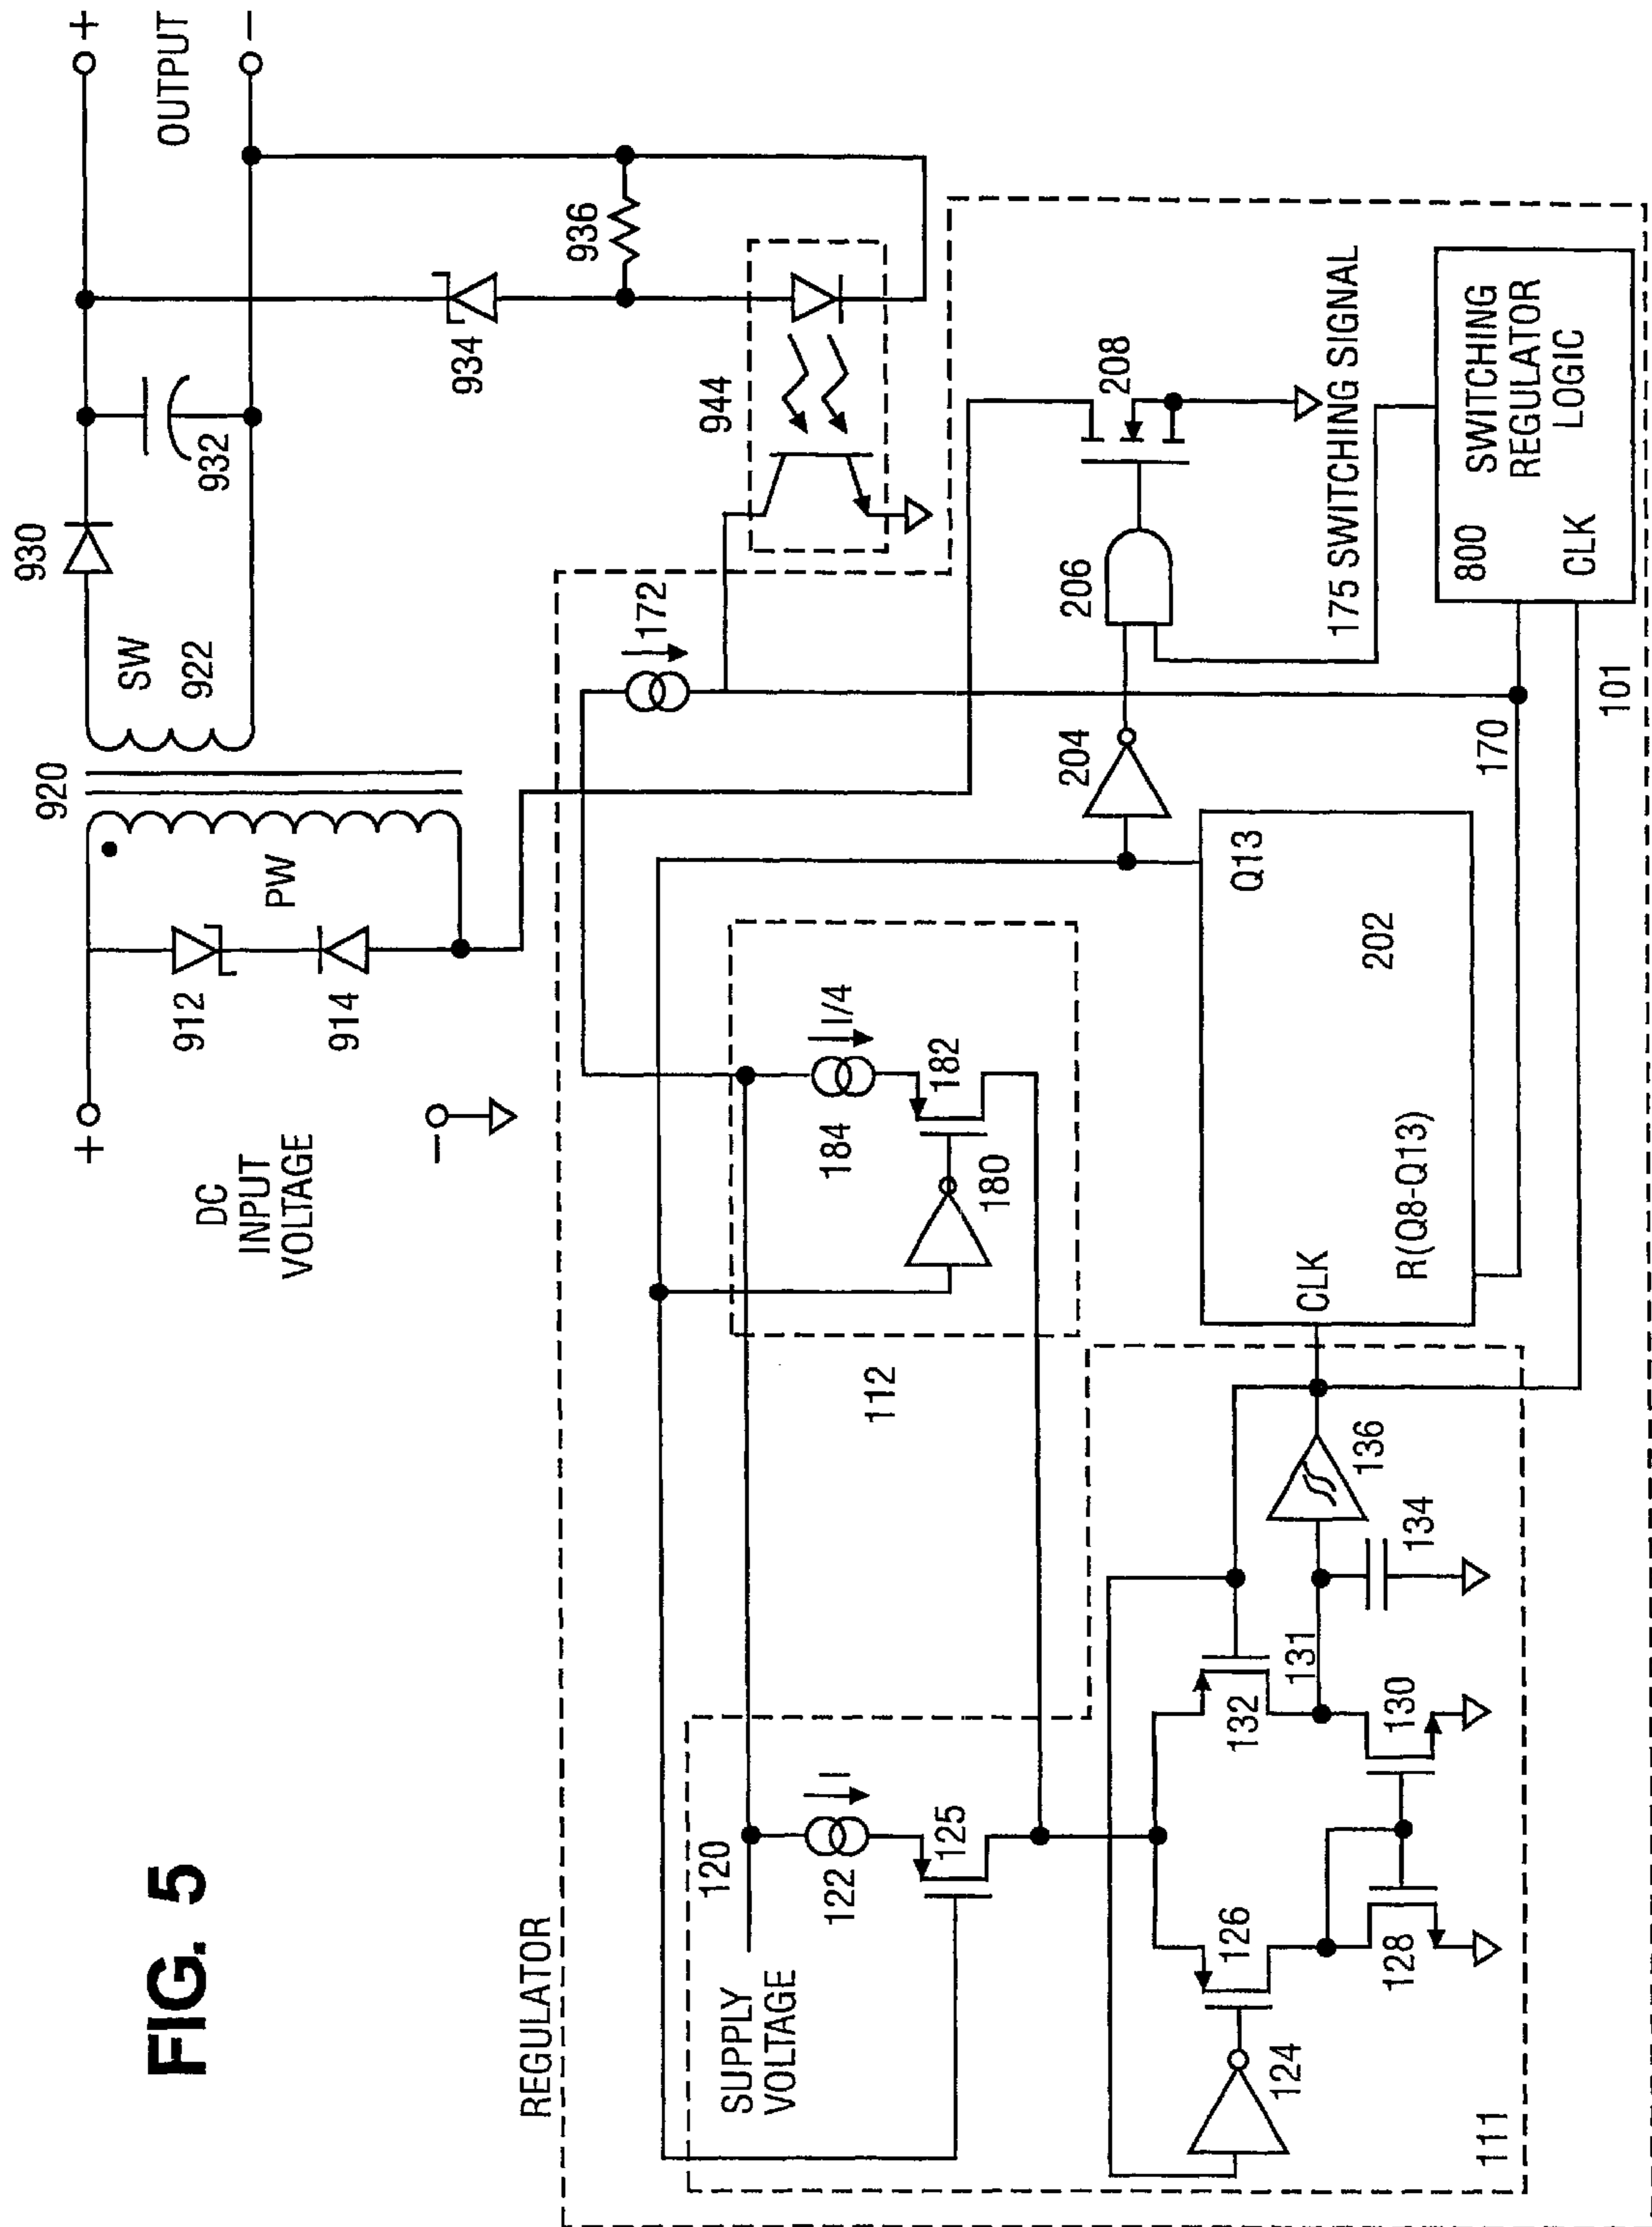 FIG. 5
+
DC
INPUT
VOLTAGE
-
912
914
PW
920
SW
922
930
932
934
936
944
+
OUTPUT
-
REGULATOR
SUPPLY
VOLTAGE
120
122
I
125
112
184
I/4
182
180
172
I
204
206
208
175 SWITCHING SIGNAL
124
126
128
130
131
132
134
136
111
CLK
Q13
202
R(Q8-Q13)
170
101
800
SWITCHING
REGULATOR
LOGIC
CLK